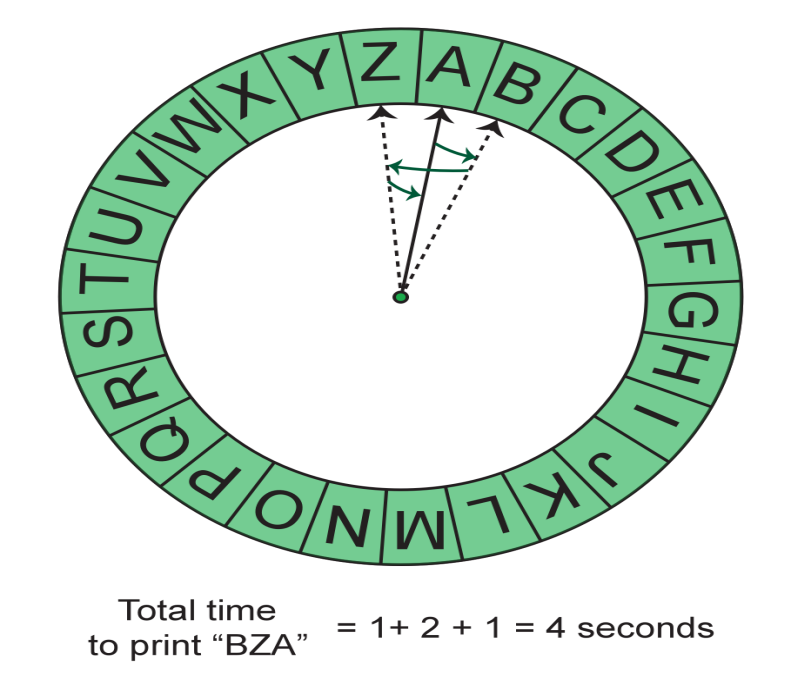 A
B
C
D
E
F
G
H
I
J
K
L
M
N
O
P
Q
R
S
T
U
V
W
X
Y
Z
Total time
to print “BZA” = 1+ 2 + 1 = 4 seconds